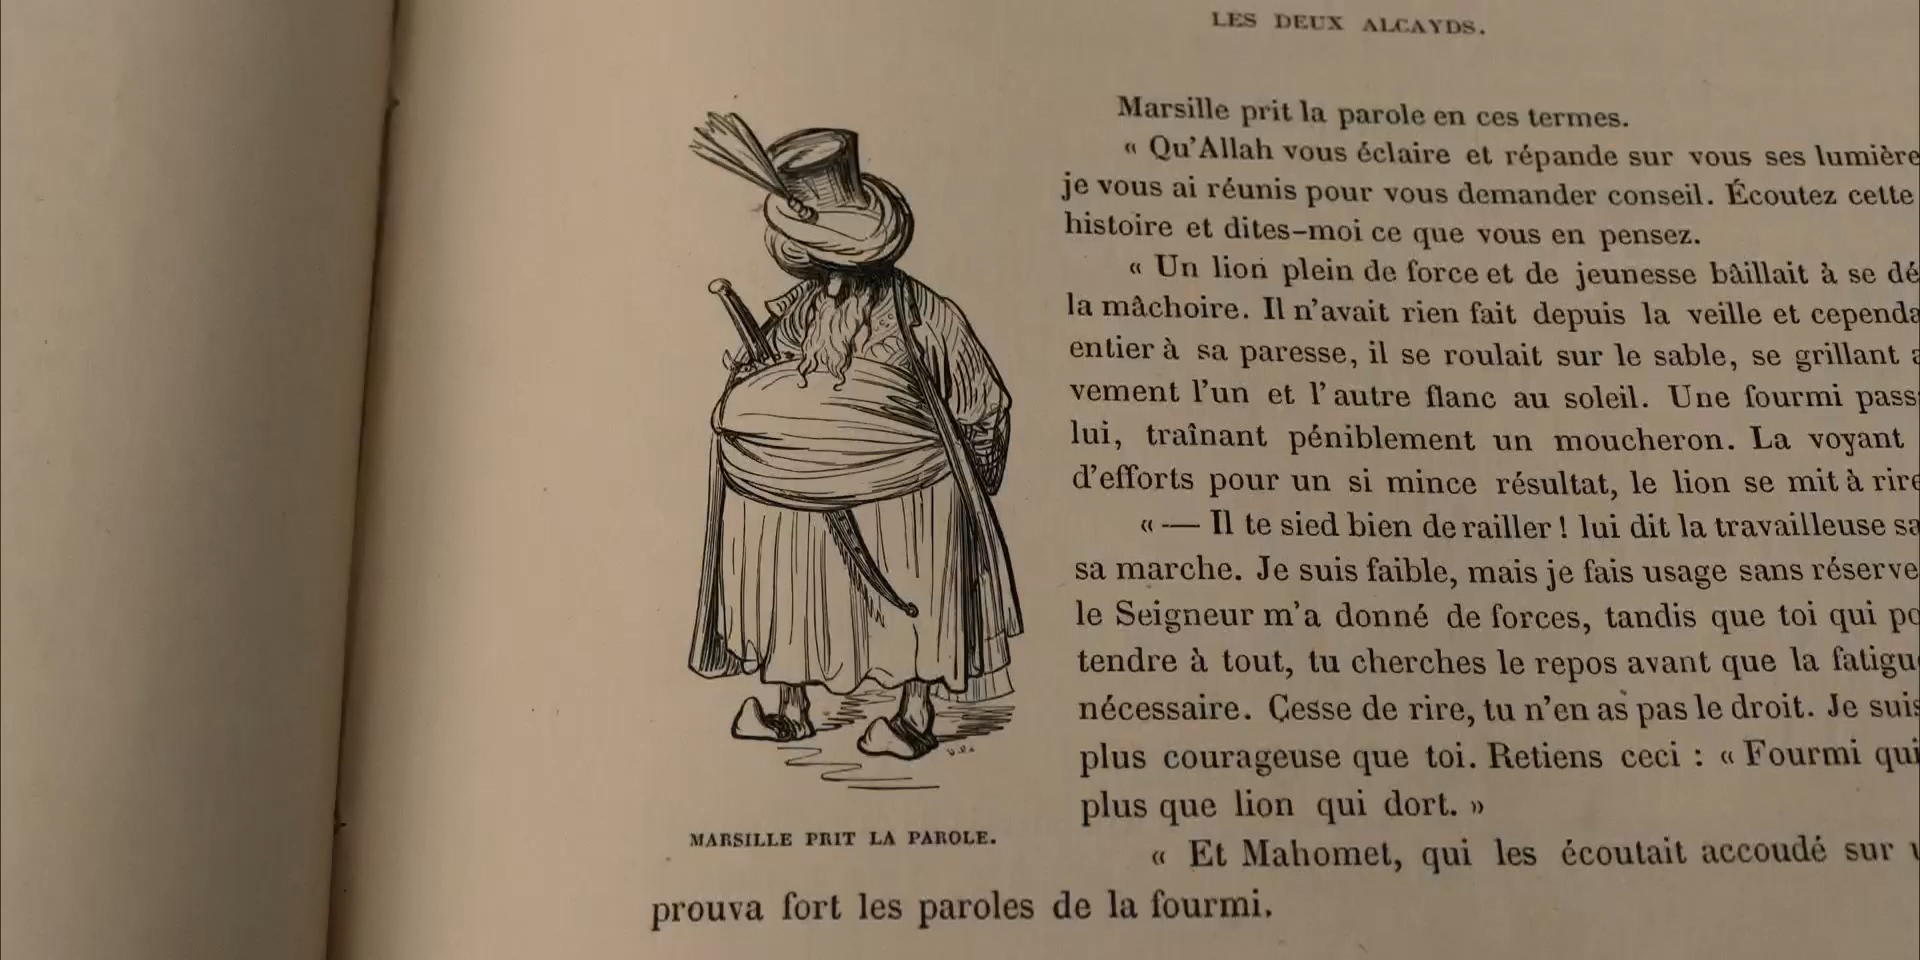 LES DEUX ALCAYDS.
Marsille prit la parole en ces termes.
« Qu'Allah vous éclaire et répande sur vous ses lumière
je vous ai réunis pour vous demander conseil. Écoutez cette
histoire et dites-moi ce que vous en pensez.
« Un lion plein de force et de jeunesse bâillait à se dé
la mâchoire. Il n'avait rien fait depuis la veille et cependa
entier à sa paresse, il se roulait sur le sable, se grillant a
vement l'un et l'autre flanc au soleil. Une fourmi pass
lui, traînant péniblement un moucheron. La voyant
d'efforts pour un si mince résultat, le lion se mit à rire
« — Il te sied bien de railler ! lui dit la travailleuse sa
sa marche. Je suis faible, mais je fais usage sans réserve
le Seigneur m'a donné de forces, tandis que toi qui po
tendre à tout, tu cherches le repos avant que la fatigu
nécessaire. Cesse de rire, tu n'en as pas le droit. Je suis
plus courageuse que toi. Retiens ceci : « Fourmi qui
plus que lion qui dort. »
MARSILLE PRIT LA PAROLE.
« Et Mahomet, qui les écoutait accoudé sur
prouva fort les paroles de la fourmi.